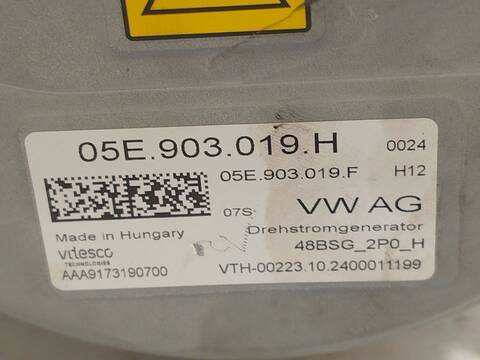 05E.903.019.H 0024
05E.903.019.F H12
07S VW AG
Made in Hungary Drehstromgenerator
vitesco 48BSG_2P0_H
TECHNOLOGIES
AAA9173190700 VTH-00223.10.2400011199